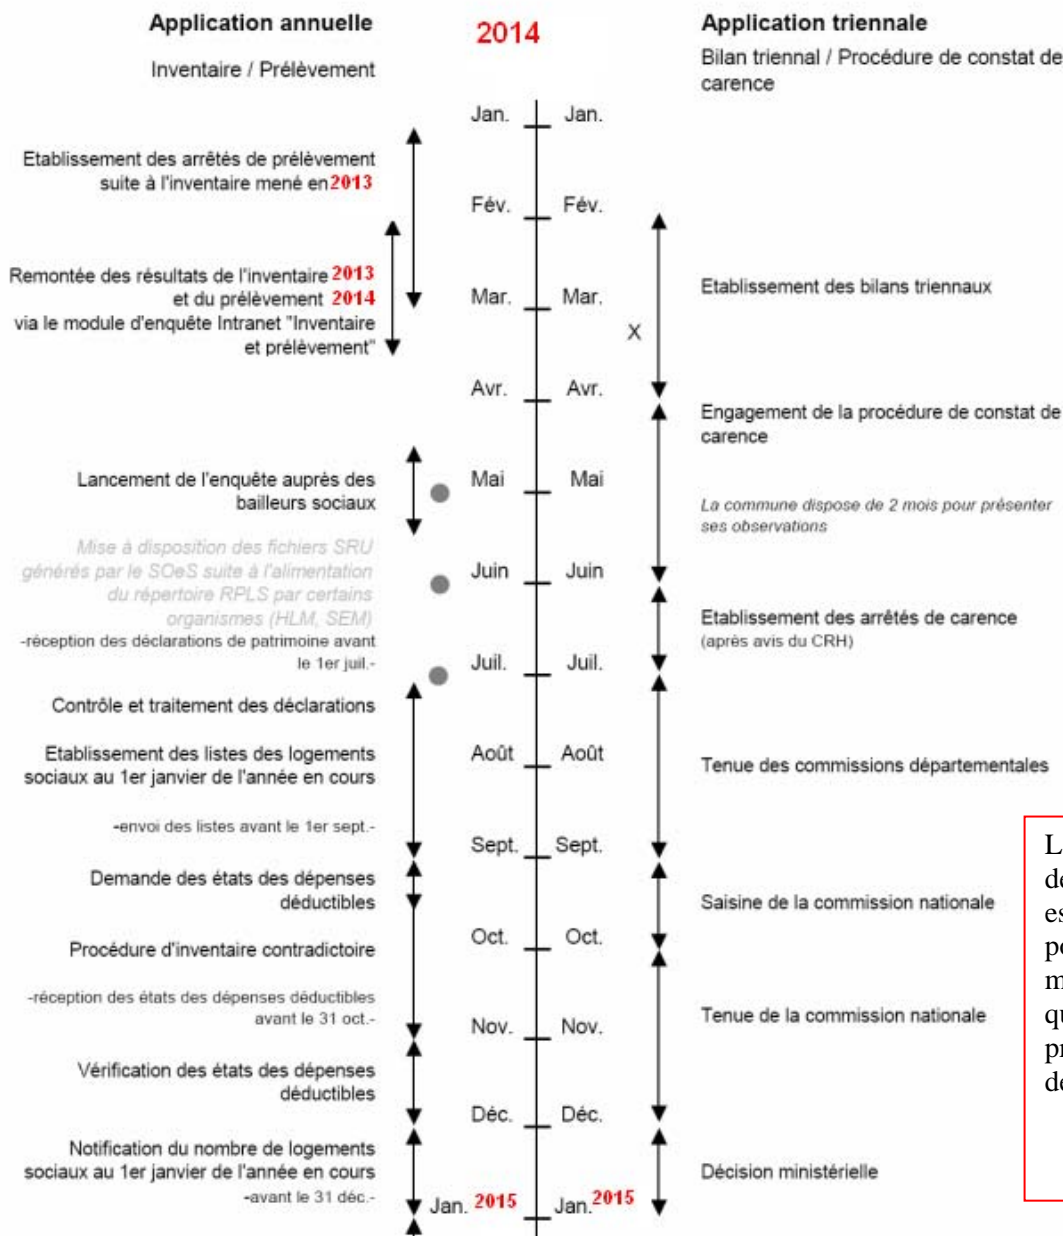 Application annuelle
Inventaire / Prélèvement
2014
Application triennale
Bilan triennal / Procédure de constat de
carence
Jan. Jan.
Etablissement des arrêtés de prélèvement
suite à l'inventaire mené en 2013
Fév. Fév.
Remontée des résultats de l'inventaire 2013
et du prélèvement 2014
via le module d'enquête Intranet "Inventaire
et prélèvement"
Mar. Mar.
Etablissement des bilans triennaux
X
Avr. Avr.
Engagement de la procédure de constat de
carence
Lancement de l'enquête auprès des
bailleurs sociaux
Mai Mai
La commune dispose de 2 mois pour présenter
ses observations
Mise à disposition des fichiers SRU
générés par le SOeS suite à l'alimentation
du répertoire RPLS par certains
organismes (HLM, SEM)
Juin Juin
-réception des déclarations de patrimoine avant
le 1er juil.-
Etablissement des arrêtés de carence
(après avis du CRH)
Juil. Juil.
Contrôle et traitement des déclarations
Etablissement des listes des logements
sociaux au 1er janvier de l'année en cours
Août Août
Tenue des commissions départementales
-envoi des listes avant le 1er sept.-
Sept. Sept.
Demande des états des dépenses
déductibles
Saisine de la commission nationale
Oct. Oct.
Procédure d'inventaire contradictoire
-réception des états des dépenses déductibles
avant le 31 oct.-
Nov. Nov.
Tenue de la commission nationale
Vérification des états des dépenses
déductibles
Déc. Déc.
Notification du nombre de logements
sociaux au 1er janvier de l'année en cours
-avant le 31 déc.-
Décision ministérielle
Jan. 2015 Jan. 2015